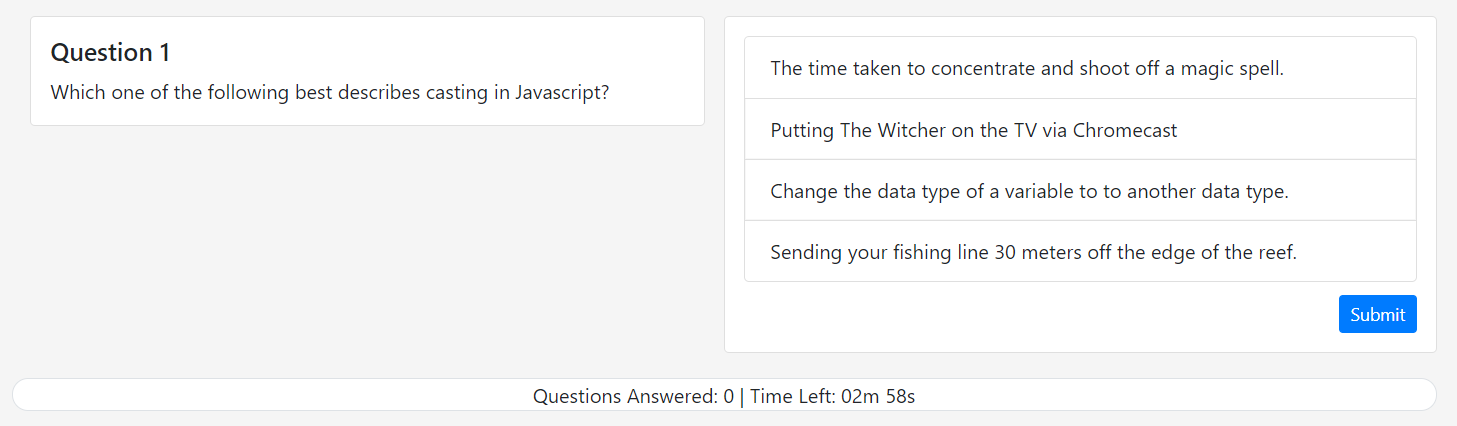 Question 1
Which one of the following best describes casting in Javascript?
The time taken to concentrate and shoot off a magic spell.
Putting The Witcher on the TV via Chromecast
Change the data type of a variable to to another data type.
Sending your fishing line 30 meters off the edge of the reef.
Submit
Questions Answered: 0 | Time Left: 02m 58s